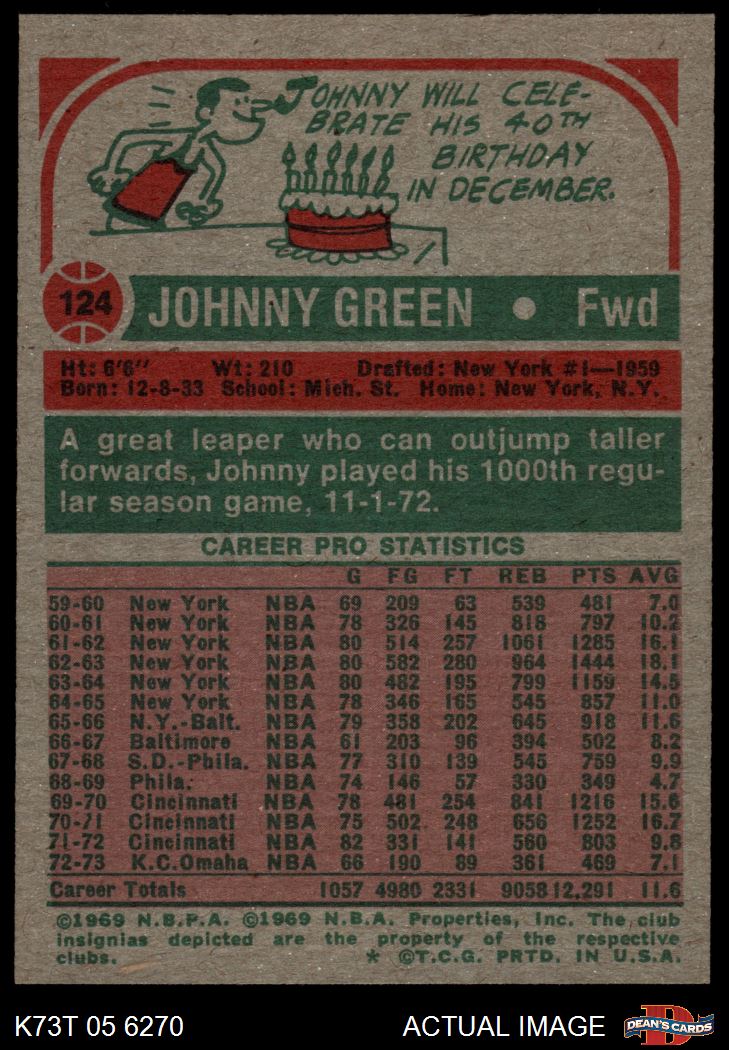 JOHNNY WILL CELE-
BRATE HIS 40TH
BIRTHDAY
IN DECEMBER.
124 JOHNNY GREEN • Fwd
Ht: 6'6" Wt: 210 Drafted: New York #1—1959
Born: 12-8-33 School: Mich. St. Home: New York, N.Y.
A great leaper who can outjump taller
forwards, Johnny played his 1000th regu-
lar season game, 11-1-72.
CAREER PRO STATISTICS
G FG FT REB PTS AVG
59-60 New York NBA 69 209 63 539 481 7.0
60-61 New York NBA 78 326 145 818 797 10.2
61-62 New York NBA 80 514 257 1061 1285 16.1
62-63 New York NBA 80 582 280 964 1444 18.1
63-64 New York NBA 80 482 195 799 1159 14.5
64-65 New York NBA 78 346 165 545 857 11.0
65-66 N.Y.-Balt. NBA 79 358 202 645 918 11.6
66-67 Baltimore NBA 61 203 96 394 502 8.2
67-68 S.D.-Phila. NBA 77 310 139 545 759 9.9
68-69 Phila. NBA 74 146 57 330 349 4.7
69-70 Cincinnati NBA 78 481 254 841 1216 15.6
70-71 Cincinnati NBA 75 502 248 656 1252 16.7
71-72 Cincinnati NBA 82 331 141 560 803 9.8
72-73 K.C.Omaha NBA 66 190 89 361 469 7.1
Career Totals 1057 4980 2331 9058 12,291 11.6
©1969 N.B.P.A. ©1969 N.B.A. Properties, Inc. The club
insignias depicted are the property of the respective
clubs. * ©T.C.G. PRTD. IN U.S.A.
K73T 05 6270 ACTUAL IMAGE DEAN'S CARDS